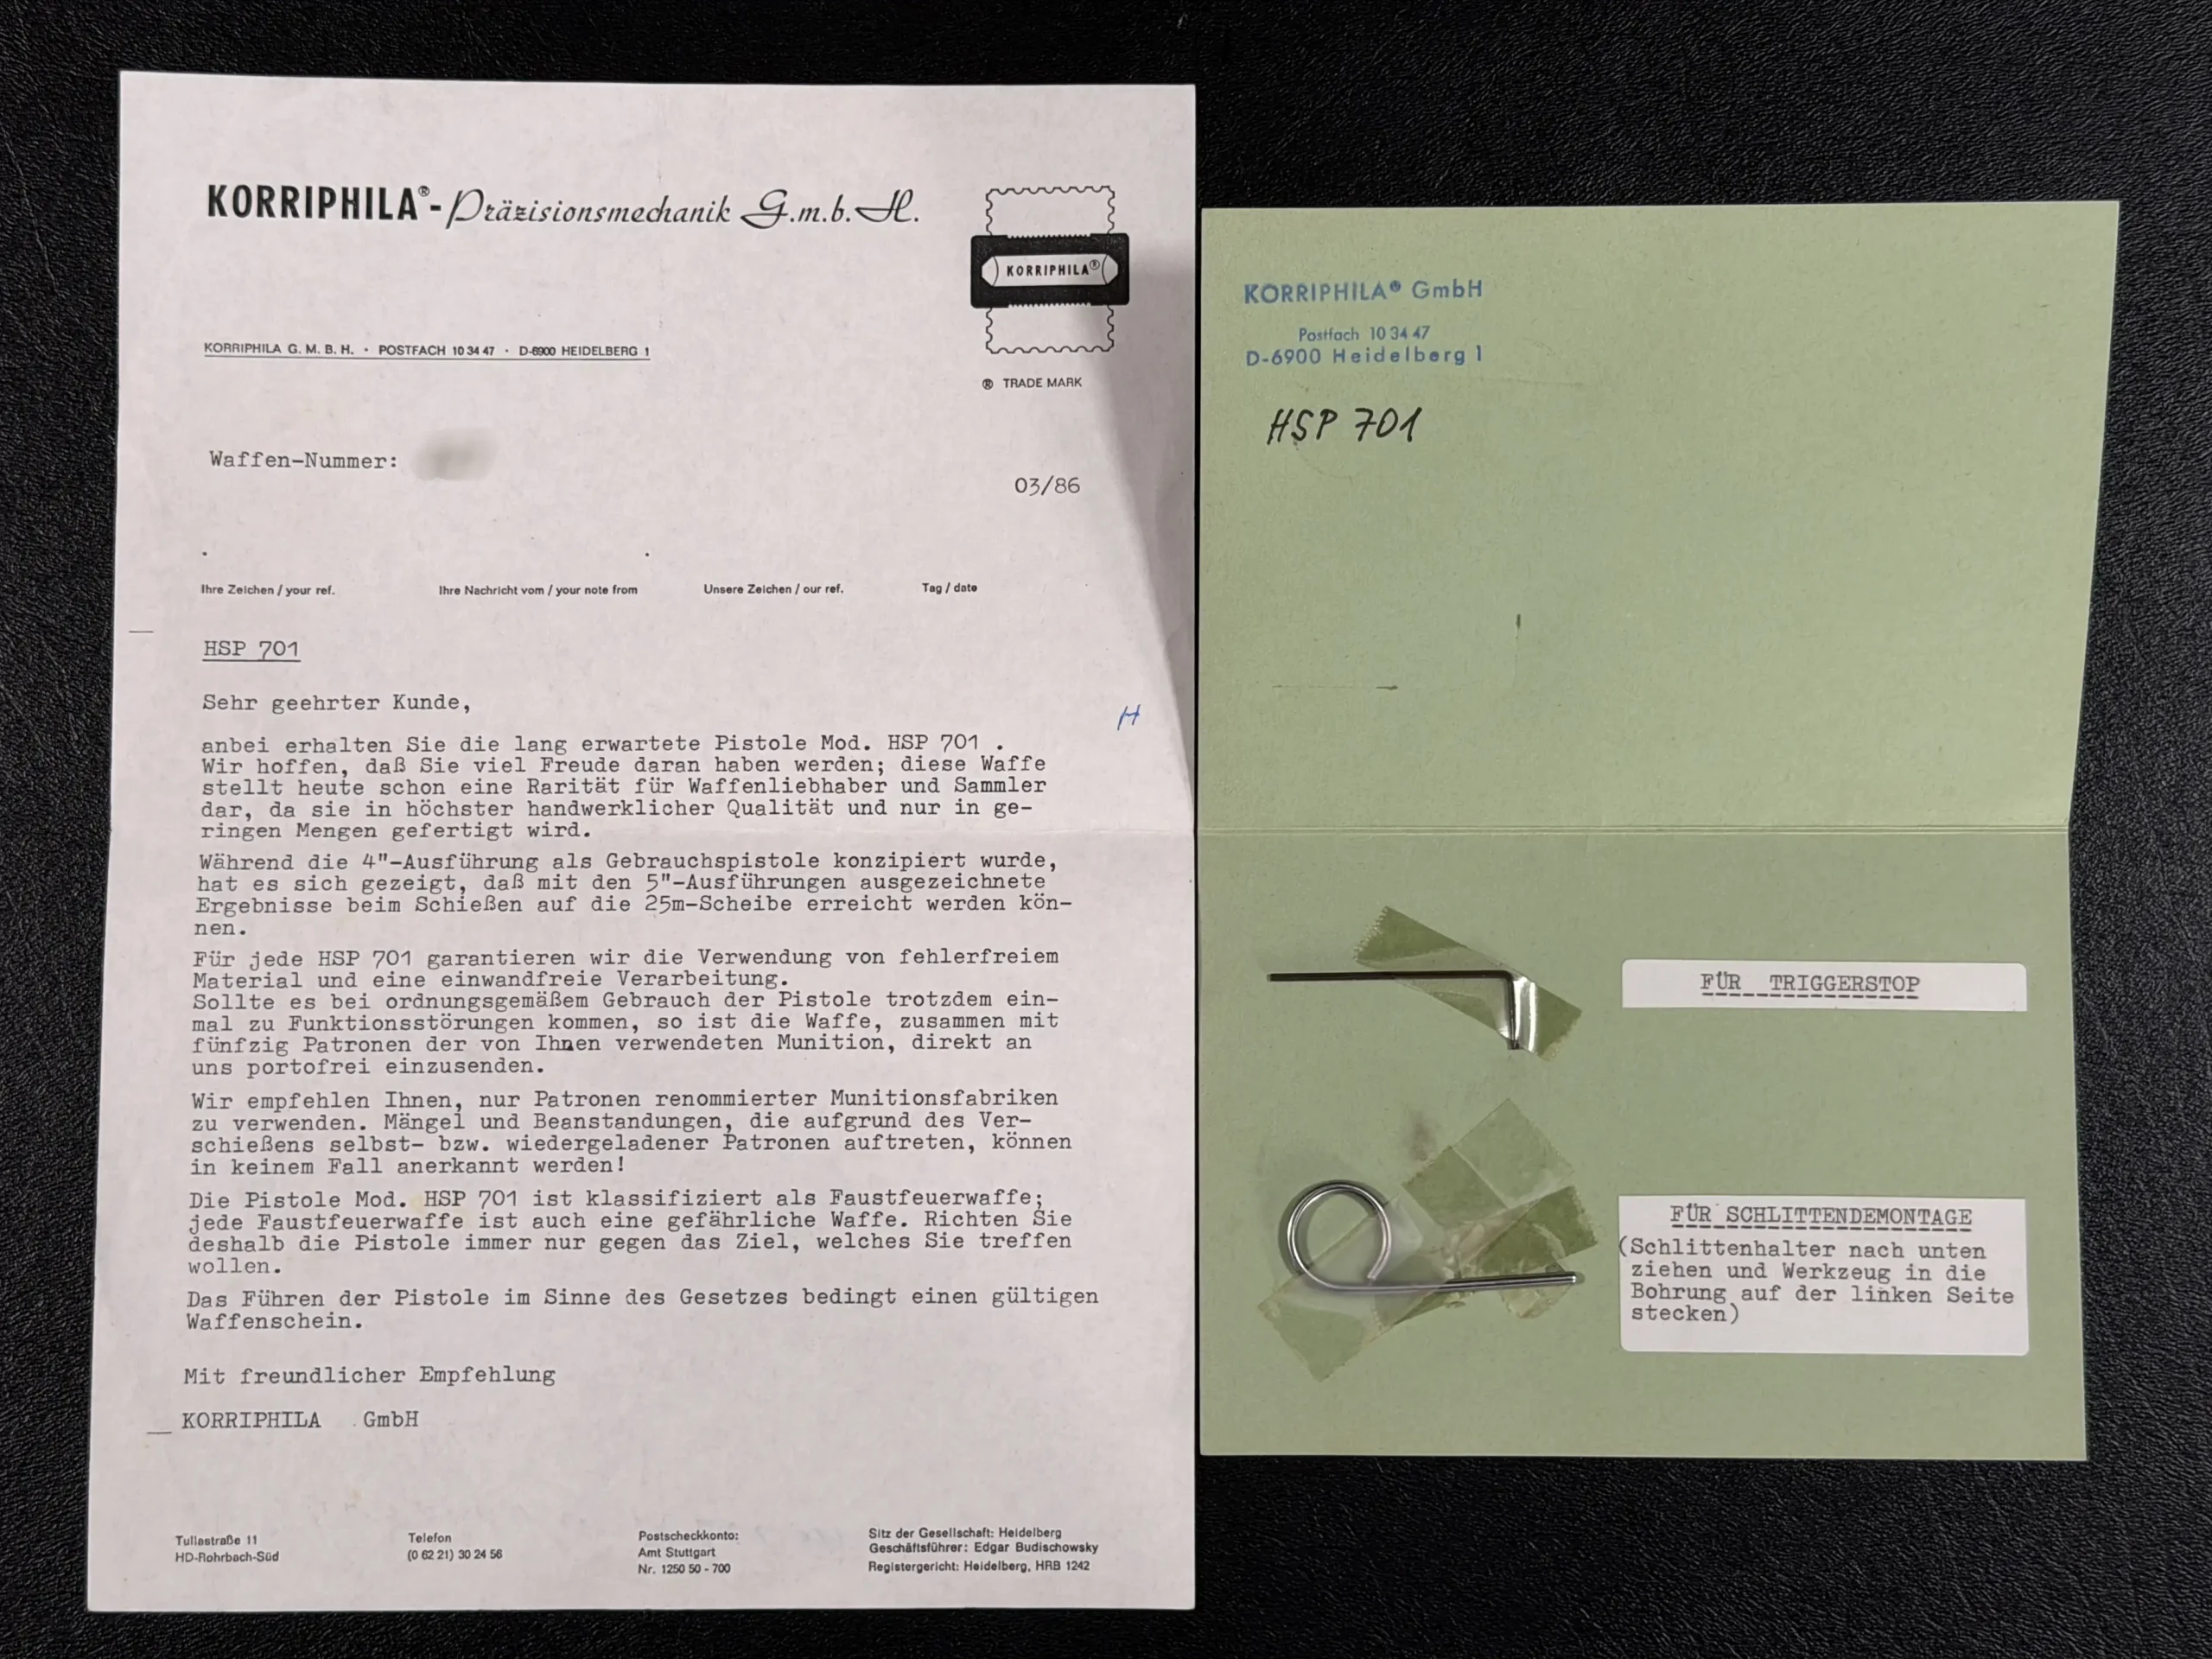 KORRIPHILA®-Präzisionsmechanik G.m.b.H.
KORRIPHILA®
® TRADE MARK
KORRIPHILA G. M. B. H. · POSTFACH 10 34 47 · D-6900 HEIDELBERG 1
Waffen-Nummer:
03/86
Ihre Zeichen / your ref. Ihre Nachricht vom / your note from Unsere Zeichen / our ref. Tag / date
HSP 701
Sehr geehrter Kunde,
H
anbei erhalten Sie die lang erwartete Pistole Mod. HSP 701 .
Wir hoffen, daß Sie viel Freude daran haben werden; diese Waffe
stellt heute schon eine Rarität für Waffenliebhaber und Sammler
dar, da sie in höchster handwerklicher Qualität und nur in ge-
ringen Mengen gefertigt wird.
Während die 4"-Ausführung als Gebrauchspistole konzipiert wurde,
hat es sich gezeigt, daß mit den 5"-Ausführungen ausgezeichnete
Ergebnisse beim Schießen auf die 25m-Scheibe erreicht werden kön-
nen.
Für jede HSP 701 garantieren wir die Verwendung von fehlerfreiem
Material und eine einwandfreie Verarbeitung.
Sollte es bei ordnungsgemäßem Gebrauch der Pistole trotzdem ein-
mal zu Funktionsstörungen kommen, so ist die Waffe, zusammen mit
fünfzig Patronen der von Ihnen verwendeten Munition, direkt an
uns portofrei einzusenden.
Wir empfehlen Ihnen, nur Patronen renommierter Munitionsfabriken
zu verwenden. Mängel und Beanstandungen, die aufgrund des Ver-
schießens selbst- bzw. wiedergeladener Patronen auftreten, können
in keinem Fall anerkannt werden!
Die Pistole Mod. HSP 701 ist klassifiziert als Faustfeuerwaffe;
jede Faustfeuerwaffe ist auch eine gefährliche Waffe. Richten Sie
deshalb die Pistole immer nur gegen das Ziel, welches Sie treffen
wollen.
Das Führen der Pistole im Sinne des Gesetzes bedingt einen gültigen
Waffenschein.
Mit freundlicher Empfehlung
KORRIPHILA GmbH
Tullastraße 11
HD-Rohrbach-Süd
Telefon
(0 62 21) 30 24 56
Postscheckkonto:
Amt Stuttgart
Nr. 1250 50 - 700
Sitz der Gesellschaft: Heidelberg
Geschäftsführer: Edgar Budischowsky
Registergericht: Heidelberg, HRB 1242
KORRIPHILA® GmbH
Postfach 10 34 47
D-6900 Heidelberg 1
HSP 701
FÜR TRIGGERSTOP
FÜR SCHLITTENDEMONTAGE
(Schlittenhalter nach unten
ziehen und Werkzeug in die
Bohrung auf der linken Seite
stecken)